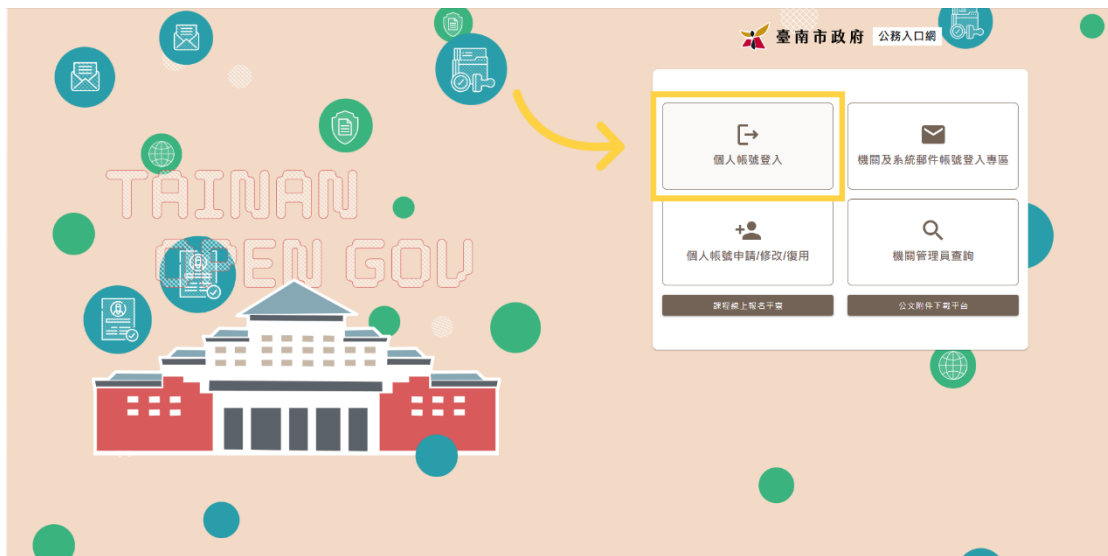 TAINAN
OPEN GOV
臺南市政府 公務入口網
個人帳號登入
機關及系統郵件帳號登入專區
個人帳號申請/修改/復用
機關管理員查詢
課程線上報名平臺
公文附件下載平台